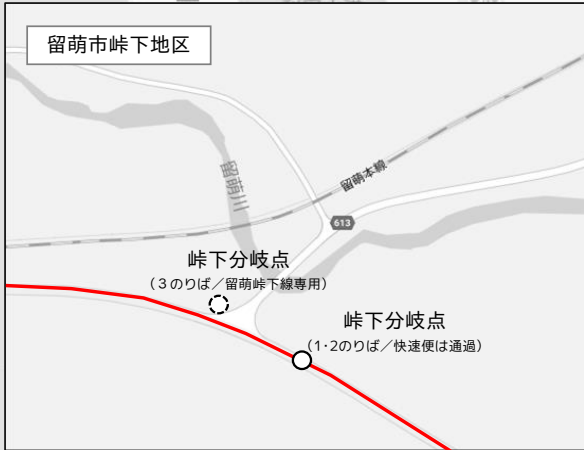 留萌市峠下地区
留萌川
留萌本線
613
峠下分岐点
(3のりば/留萌峠下線専用)
峠下分岐点
(1・2のりば/快速便は通過)